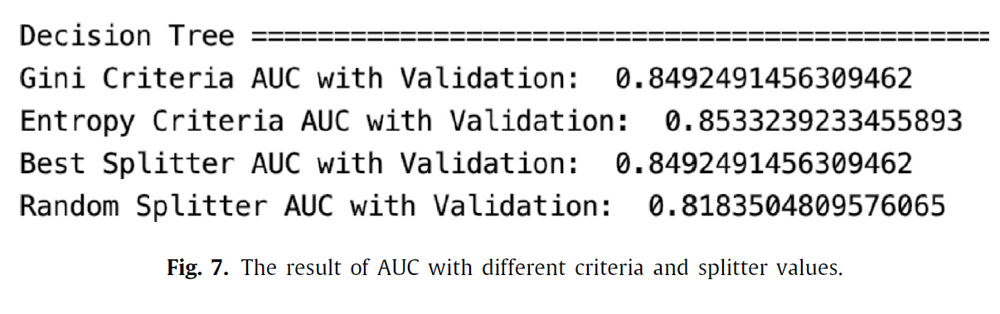 Decision Tree =============================================
Gini Criteria AUC with Validation:  0.8492491456309462
Entropy Criteria AUC with Validation:  0.8533239233455893
Best Splitter AUC with Validation:  0.8492491456309462
Random Splitter AUC with Validation:  0.8183504809576065
Fig. 7. The result of AUC with different criteria and splitter values.